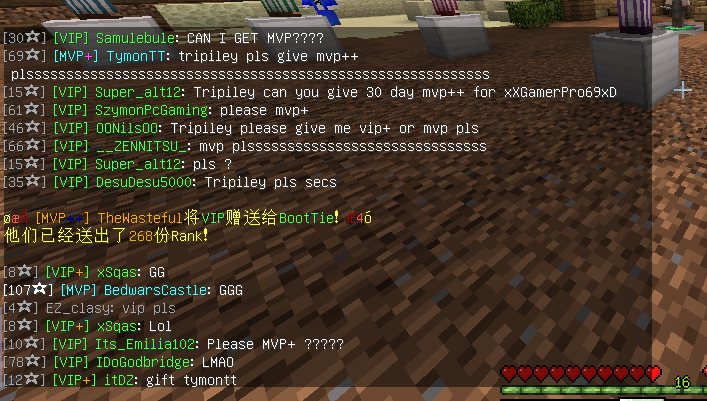 [30☆] [VIP] Samulebule: CAN I GET MVP????
[69☆] [MVP+] TymonTT: tripiley pls give mvp++
plsssssssssssssssssssssssssssssssssssssssssssssssssssssssss
[15☆] [VIP] Super_alt12: Tripiley can you give 30 day mvp++ for xXGamerPro69xD
[61☆] [VIP] SzymonPcGaming: please mvp+
[46☆] [VIP] OONilsOO: Tripiley please give me vip+ or mvp pls
[66☆] [VIP] __ZENNITSU_: mvp plssssssssssssssssssssssssssssss
[15☆] [VIP] Super_alt12: pls ?
[35☆] [VIP] DesuDesu5000: Tripiley pls secs
[MVP++] TheWasteful将VIP赠送给BootTie!
他们已经送出了268份Rank!
[8☆] [VIP+] xSqas: GG
[107☆] [MVP] BedwarsCastle: GGG
[4☆] EZ_clasy: vip pls
[8☆] [VIP+] xSqas: Lol
[10☆] [VIP] Its_Emilia102: Please MVP+ ?????
[78☆] [VIP] IDoGodbridge: LMAO
[12☆] [VIP+] itDZ: gift tymontt
16